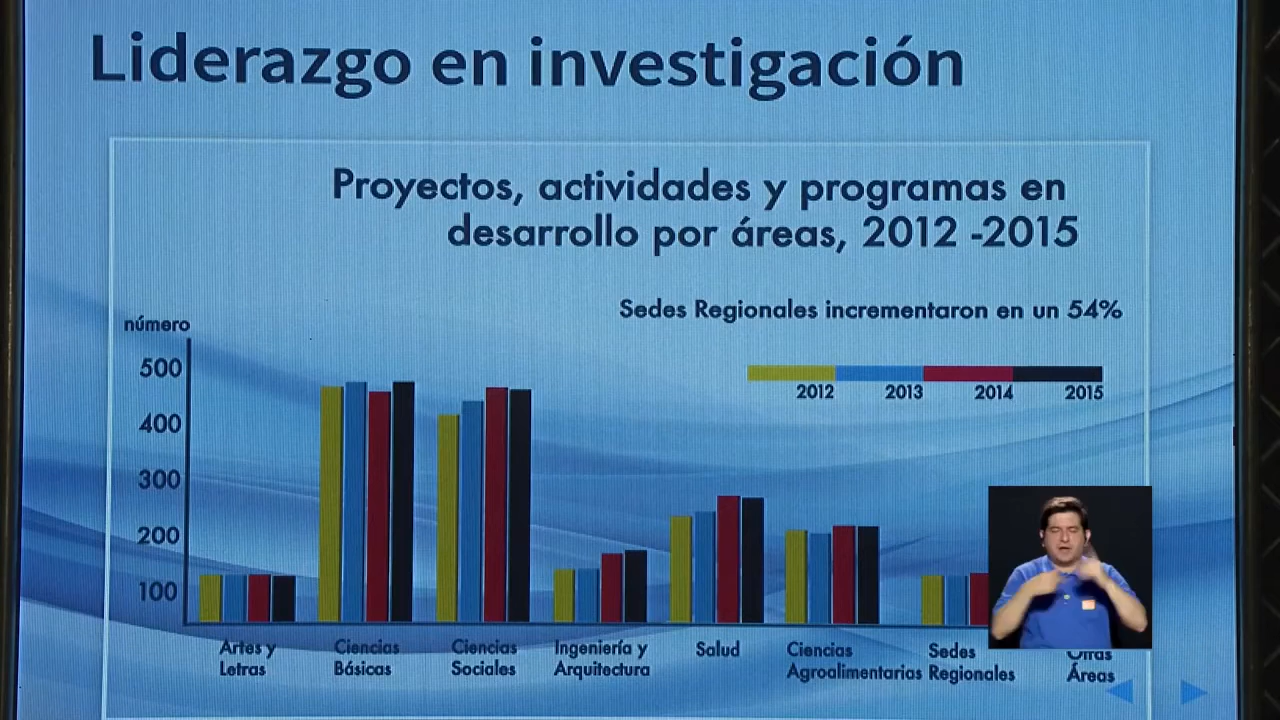 Liderazgo en investigación
Proyectos, actividades y programas en
desarrollo por áreas, 2012 -2015
Sedes Regionales incrementaron en un 54%
número
500
400
300
200
100
2012 2013 2014 2015
Artes y
Letras
Ciencias
Básicas
Ciencias
Sociales
Ingeniería y
Arquitectura
Salud
Ciencias
Agroalimentarias
Sedes
Regionales
Otras
Áreas